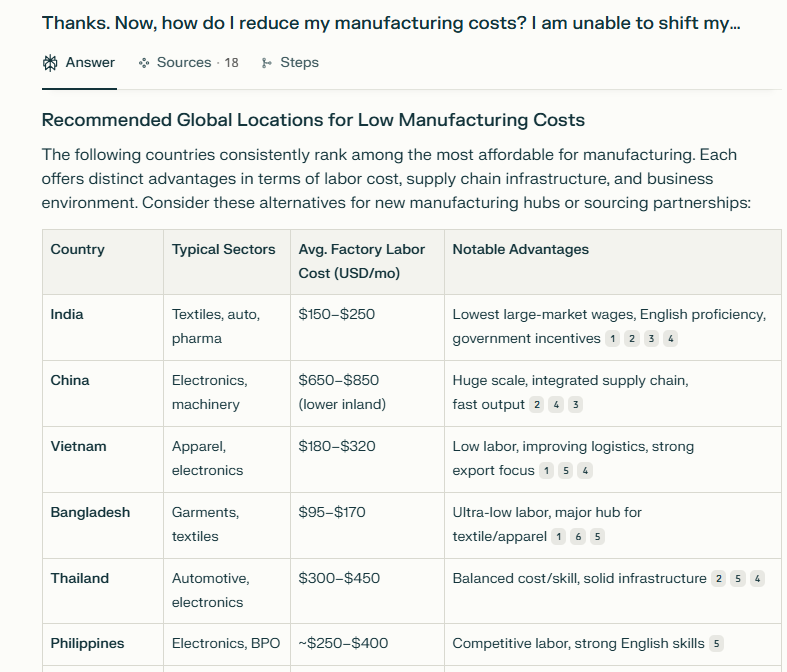 Thanks. Now, how do I reduce my manufacturing costs? I am unable to shift my...
Answer
Sources · 18
Steps
Recommended Global Locations for Low Manufacturing Costs
The following countries consistently rank among the most affordable for manufacturing. Each
offers distinct advantages in terms of labor cost, supply chain infrastructure, and business
environment. Consider these alternatives for new manufacturing hubs or sourcing partnerships:
Country
Typical Sectors
Avg. Factory Labor
Cost (USD/mo)
Notable Advantages
India
Textiles, auto,
pharma
$150–$250
Lowest large-market wages, English proficiency,
government incentives 1 2 3 4
China
Electronics,
machinery
$650–$850
(lower inland)
Huge scale, integrated supply chain,
fast output 2 4 3
Vietnam
Apparel,
electronics
$180–$320
Low labor, improving logistics, strong
export focus 1 5 4
Bangladesh
Garments,
textiles
$95–$170
Ultra-low labor, major hub for
textile/apparel 1 6 5
Thailand
Automotive,
electronics
$300–$450
Balanced cost/skill, solid infrastructure 2 5 4
Philippines
Electronics, BPO
~$250–$400
Competitive labor, strong English skills 5